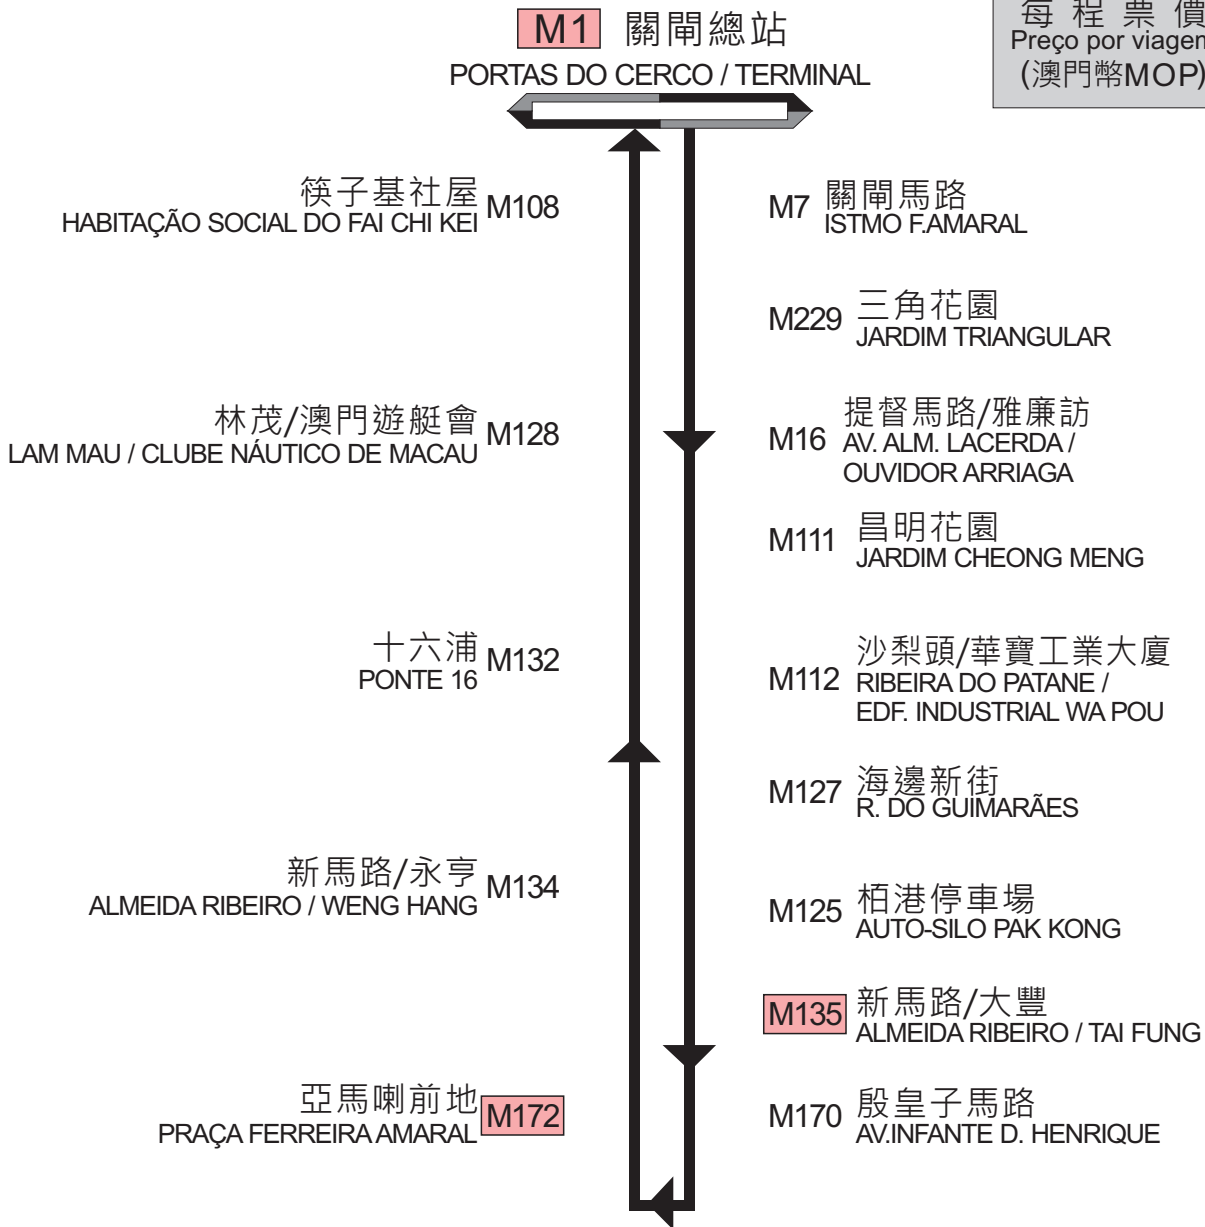 M1 關閘總站
PORTAS DO CERCO / TERMINAL
每程票價
Preço por viagem
(澳門幣MOP)
筷子基社屋
HABITAÇÃO SOCIAL DO FAI CHI KEI
M108
M7
關閘馬路
ISTMO F.AMARAL
M229
三角花園
JARDIM TRIANGULAR
林茂/澳門遊艇會
LAM MAU / CLUBE NÁUTICO DE MACAU
M128
M16
提督馬路/雅廉訪
AV. ALM. LACERDA /
OUVIDOR ARRIAGA
M111
昌明花園
JARDIM CHEONG MENG
十六浦
PONTE 16
M132
M112
沙梨頭/華寶工業大廈
RIBEIRA DO PATANE /
EDF. INDUSTRIAL WA POU
M127
海邊新街
R. DO GUIMARÃES
新馬路/永亨
ALMEIDA RIBEIRO / WENG HANG
M134
M125
栢港停車場
AUTO-SILO PAK KONG
M135
新馬路/大豐
ALMEIDA RIBEIRO / TAI FUNG
亞馬喇前地
PRAÇA FERREIRA AMARAL
M172
M170
殷皇子馬路
AV.INFANTE D. HENRIQUE